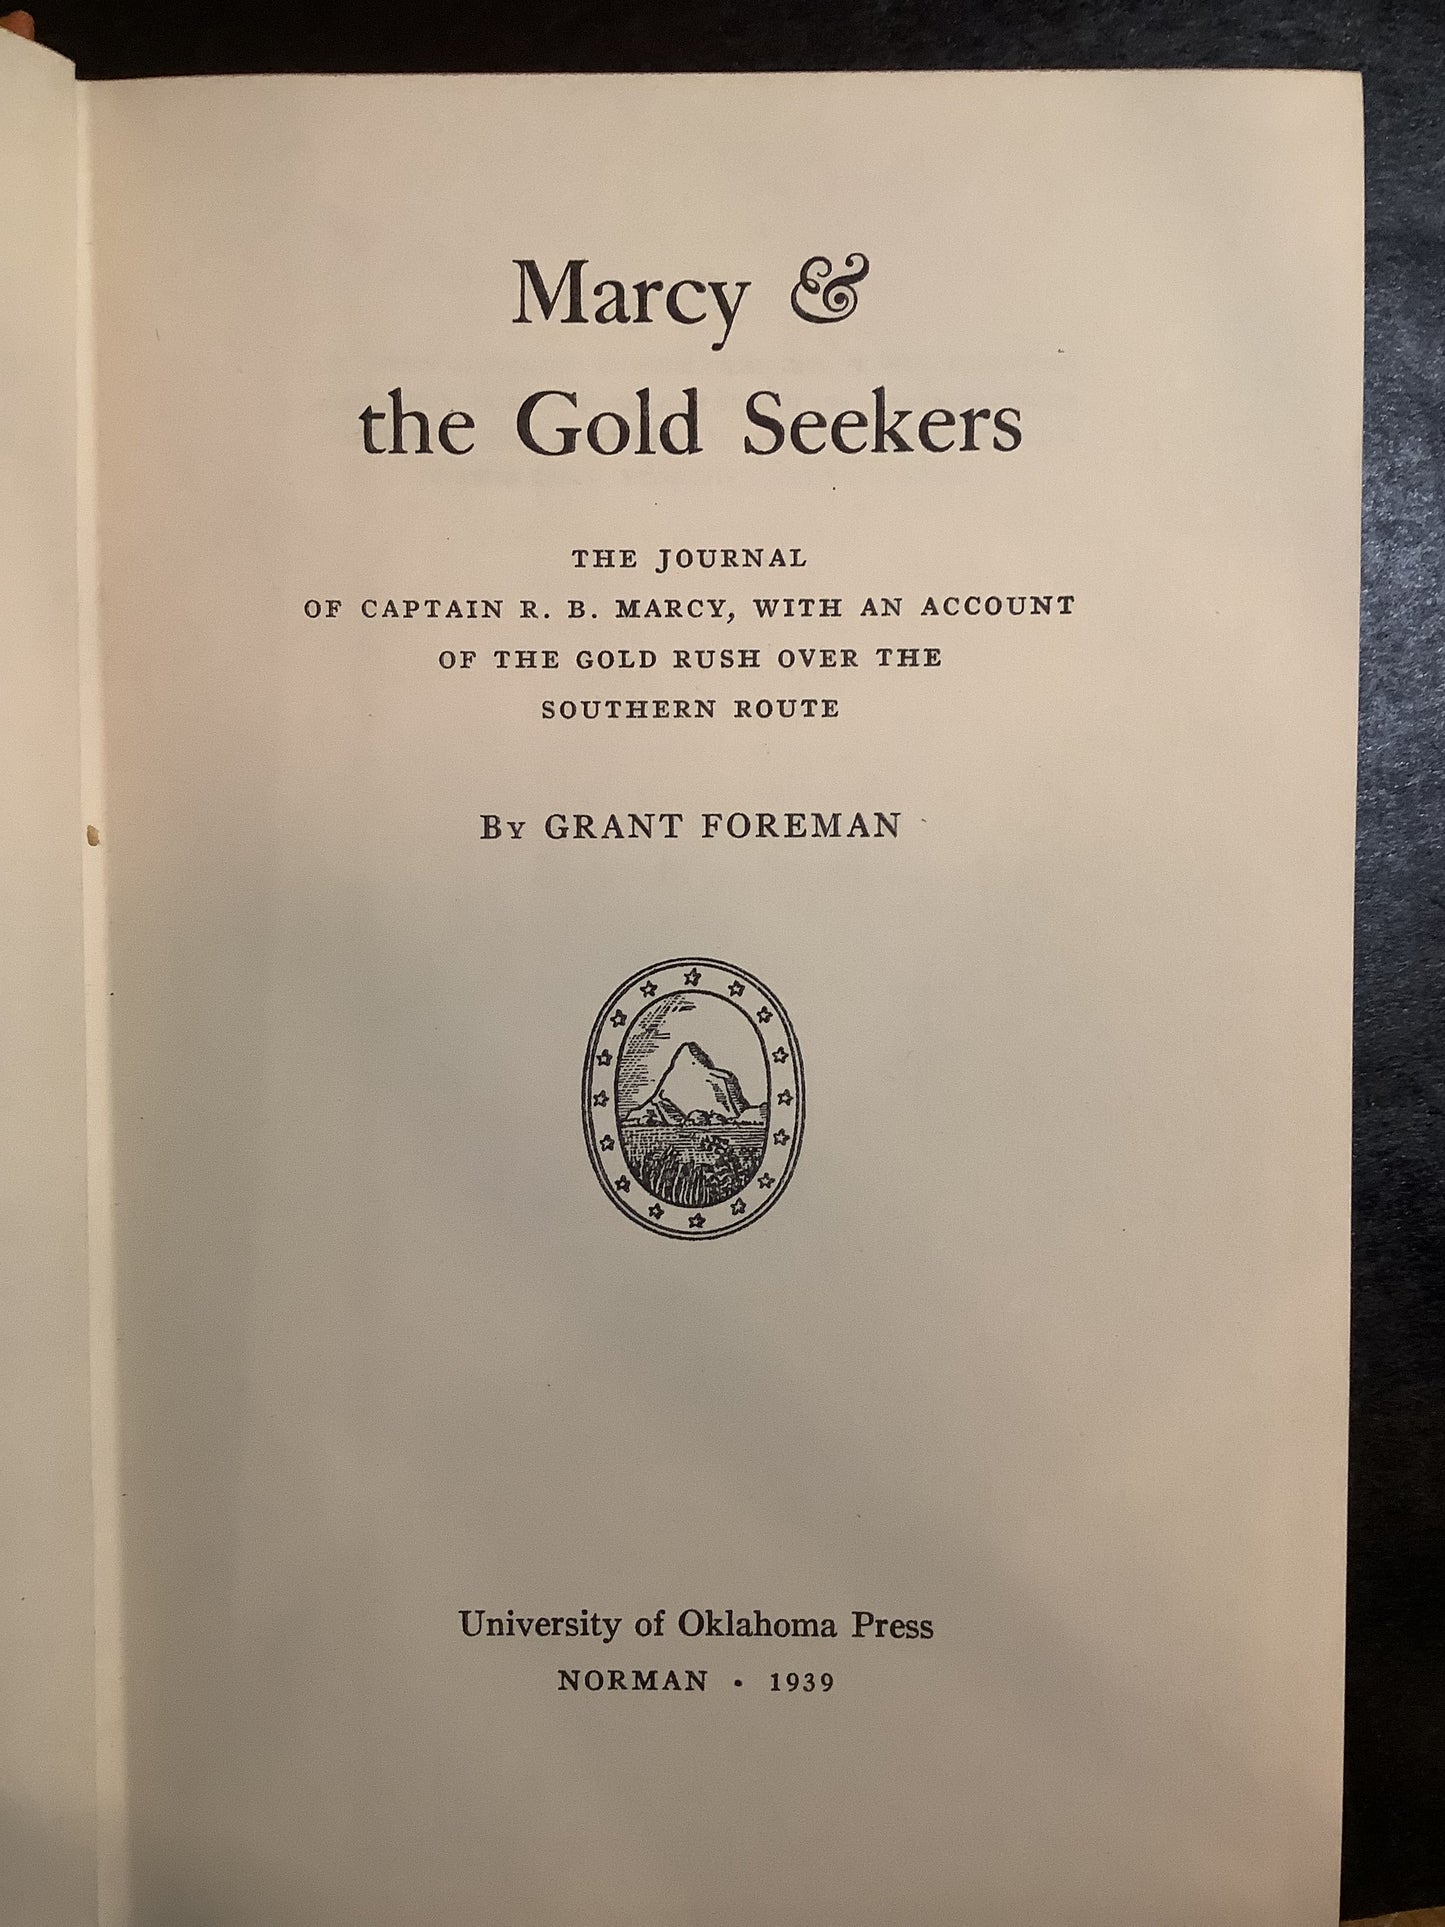 Marcy &
the Gold Seekers
THE JOURNAL
OF CAPTAIN R. B. MARCY, WITH AN ACCOUNT
OF THE GOLD RUSH OVER THE
SOUTHERN ROUTE
By GRANT FOREMAN
University of Oklahoma Press
NORMAN • 1939